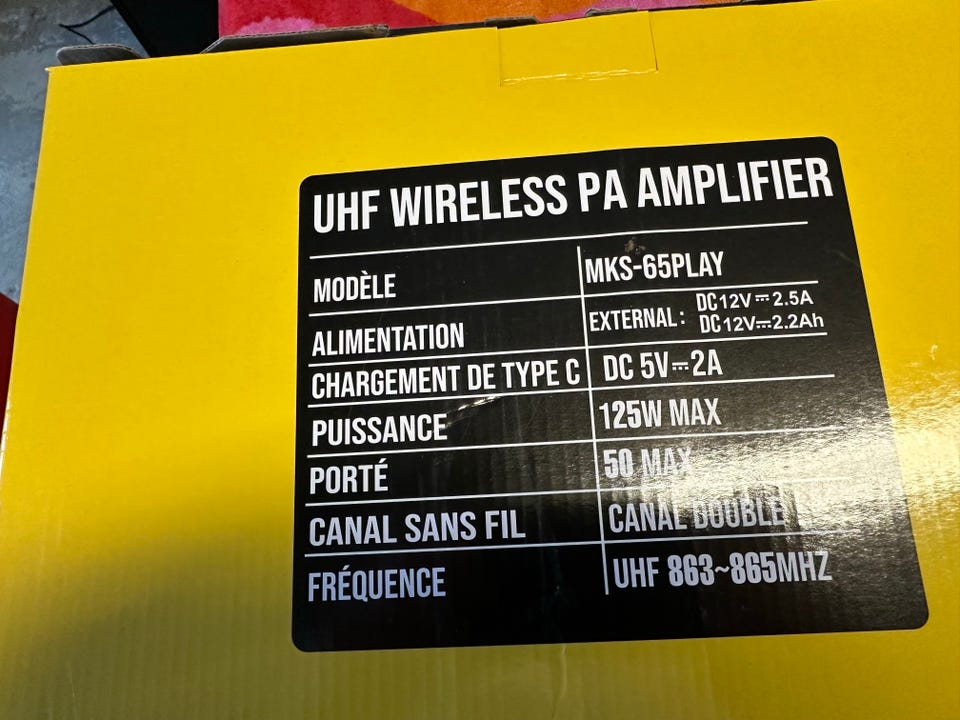 UHF WIRELESS PA AMPLIFIER
MODÈLE MKS-65PLAY
ALIMENTATION EXTERNAL: DC12V⎓2.5A
DC12V⎓2.2Ah
CHARGEMENT DE TYPE C DC 5V⎓2A
PUISSANCE 125W MAX
PORTÉ 50 MAX
CANAL SANS FIL CANAL DOUBLE
FRÉQUENCE UHF 863~865MHZ